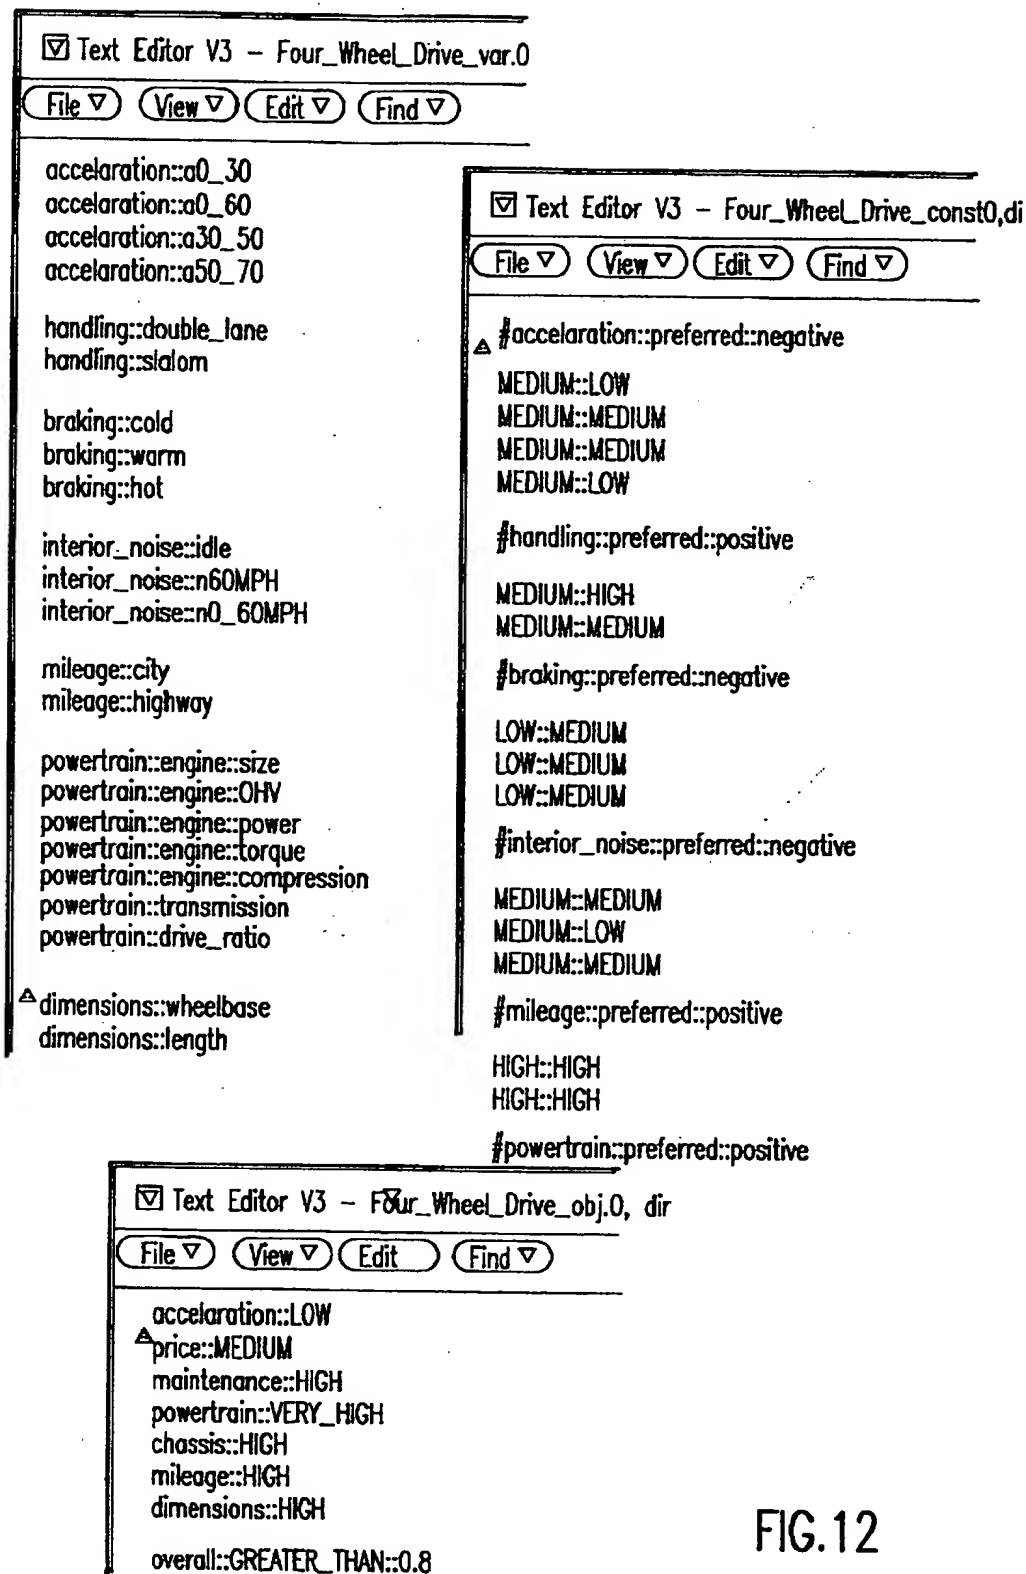 Text Editor V3 – Four_Wheel_Drive_var.0
File View Edit Find
accelaration::a0_30
accelaration::a0_60
accelaration::a30_50
accelaration::a50_70
handling::double_lane
handling::slalom
braking::cold
braking::warm
braking::hot
interior_noise::idle
interior_noise::n60MPH
interior_noise::n0_60MPH
mileage::city
mileage::highway
powertrain::engine::size
powertrain::engine::OHV
powertrain::engine::power
powertrain::engine::torque
powertrain::engine::compression
powertrain::transmission
powertrain::drive_ratio
dimensions::wheelbase
dimensions::length
Text Editor V3 – Four_Wheel_Drive_const0,di
File View Edit Find
#accelaration::preferred::negative
MEDIUM::LOW
MEDIUM::MEDIUM
MEDIUM::MEDIUM
MEDIUM::LOW
#handling::preferred::positive
MEDIUM::HIGH
MEDIUM::MEDIUM
#braking::preferred::negative
LOW::MEDIUM
LOW::MEDIUM
LOW::MEDIUM
#interior_noise::preferred::negative
MEDIUM::MEDIUM
MEDIUM::LOW
MEDIUM::MEDIUM
#mileage::preferred::positive
HIGH::HIGH
HIGH::HIGH
#powertrain::preferred::positive
Text Editor V3 – Four_Wheel_Drive_obj.0, dir
File View Edit Find
accelaration::LOW
price::MEDIUM
maintenance::HIGH
powertrain::VERY_HIGH
chassis::HIGH
mileage::HIGH
dimensions::HIGH
overall::GREATER_THAN::0.8
FIG.12